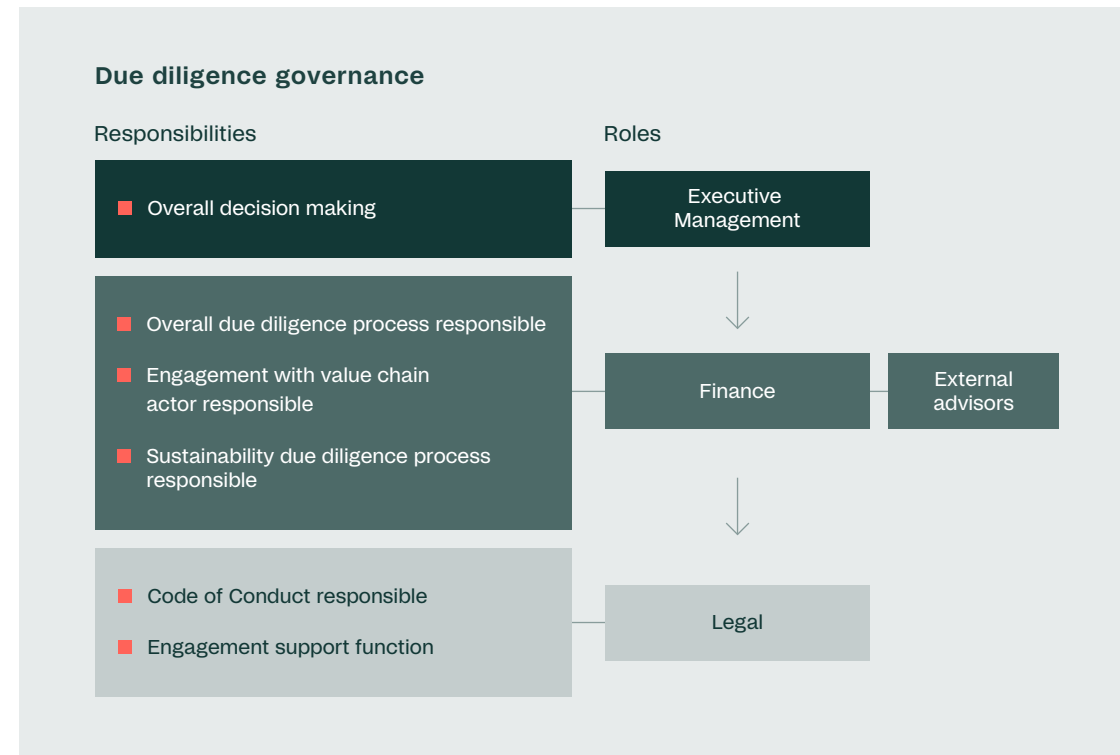 Due diligence governance
Responsibilities
Roles
Overall decision making
Executive
Management
Overall due diligence process responsible
Engagement with value chain
actor responsible
Sustainability due diligence process
responsible
Finance
External
advisors
Code of Conduct responsible
Engagement support function
Legal